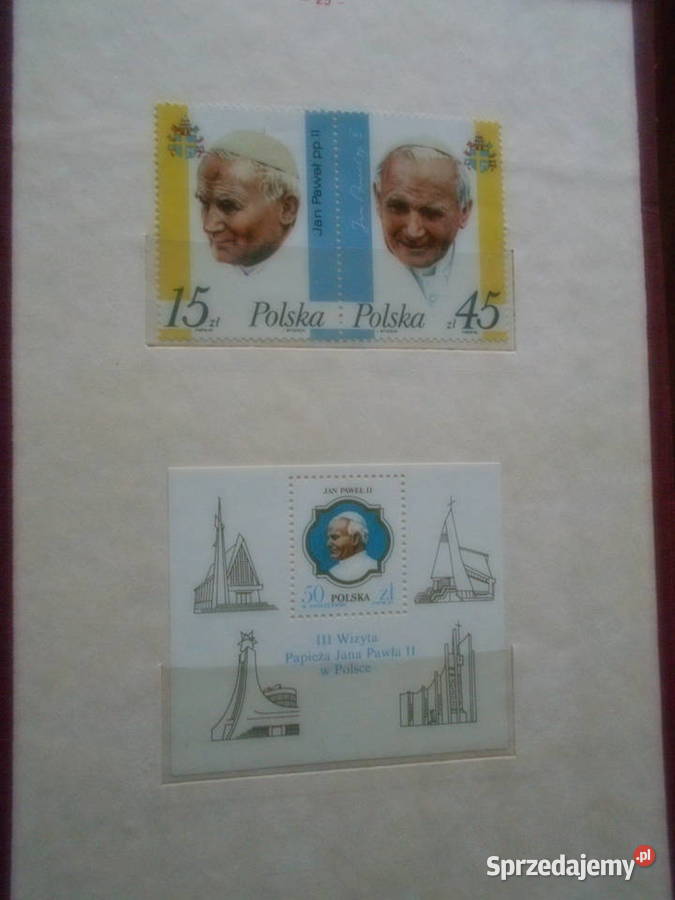 - 25 -
Jan Paweł pp II
15 zł Polska
Polska zł 45
JAN PAWEŁ II
50 POLSKA zł
III Wizyta
Papieża Jana Pawła II
w Polsce
Sprzedajemy.pl